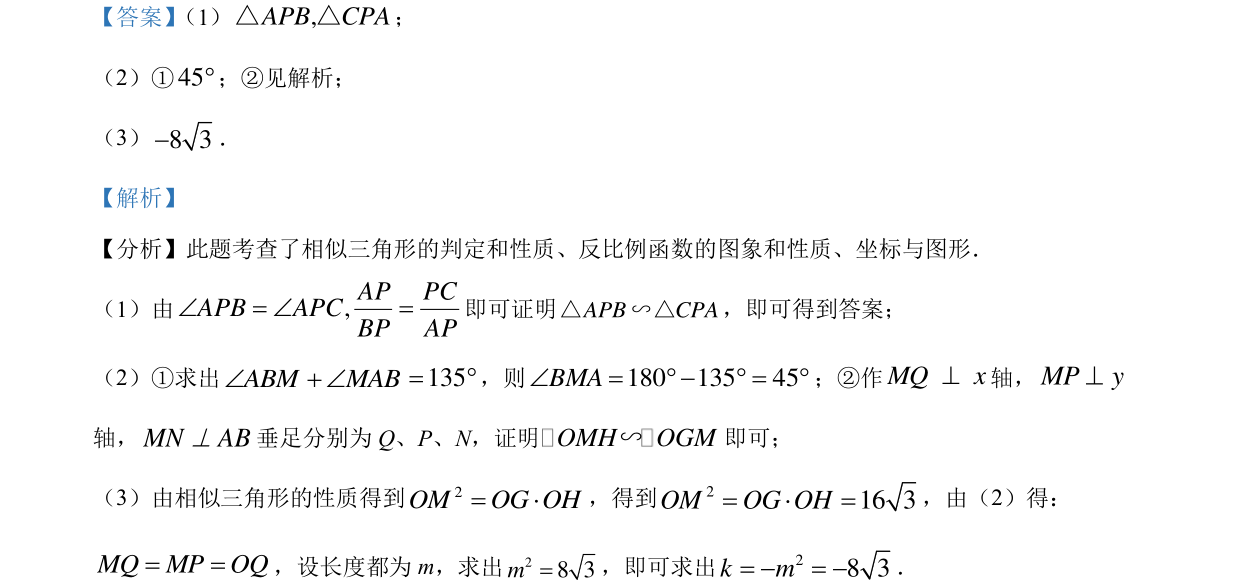 【答案】（1）△APB,△CPA；
（2）①45°；②见解析；
（3）−8√3．
【解析】
【分析】此题考查了相似三角形的判定和性质、反比例函数的图象和性质、坐标与图形．
（1）由∠APB = ∠APC, AP/BP = PC/AP 即可证明△APB∽△CPA，即可得到答案；
（2）①求出∠ABM + ∠MAB = 135°，则∠BMA = 180° − 135° = 45°；②作MQ ⊥ x轴，MP ⊥ y
轴，MN ⊥ AB垂足分别为 Q、P、N，证明□OMH∽□OGM 即可；
（3）由相似三角形的性质得到OM² = OG·OH，得到OM² = OG·OH = 16√3，由（2）得：
MQ = MP = OQ，设长度都为 m，求出m² = 8√3，即可求出k = −m² = −8√3．